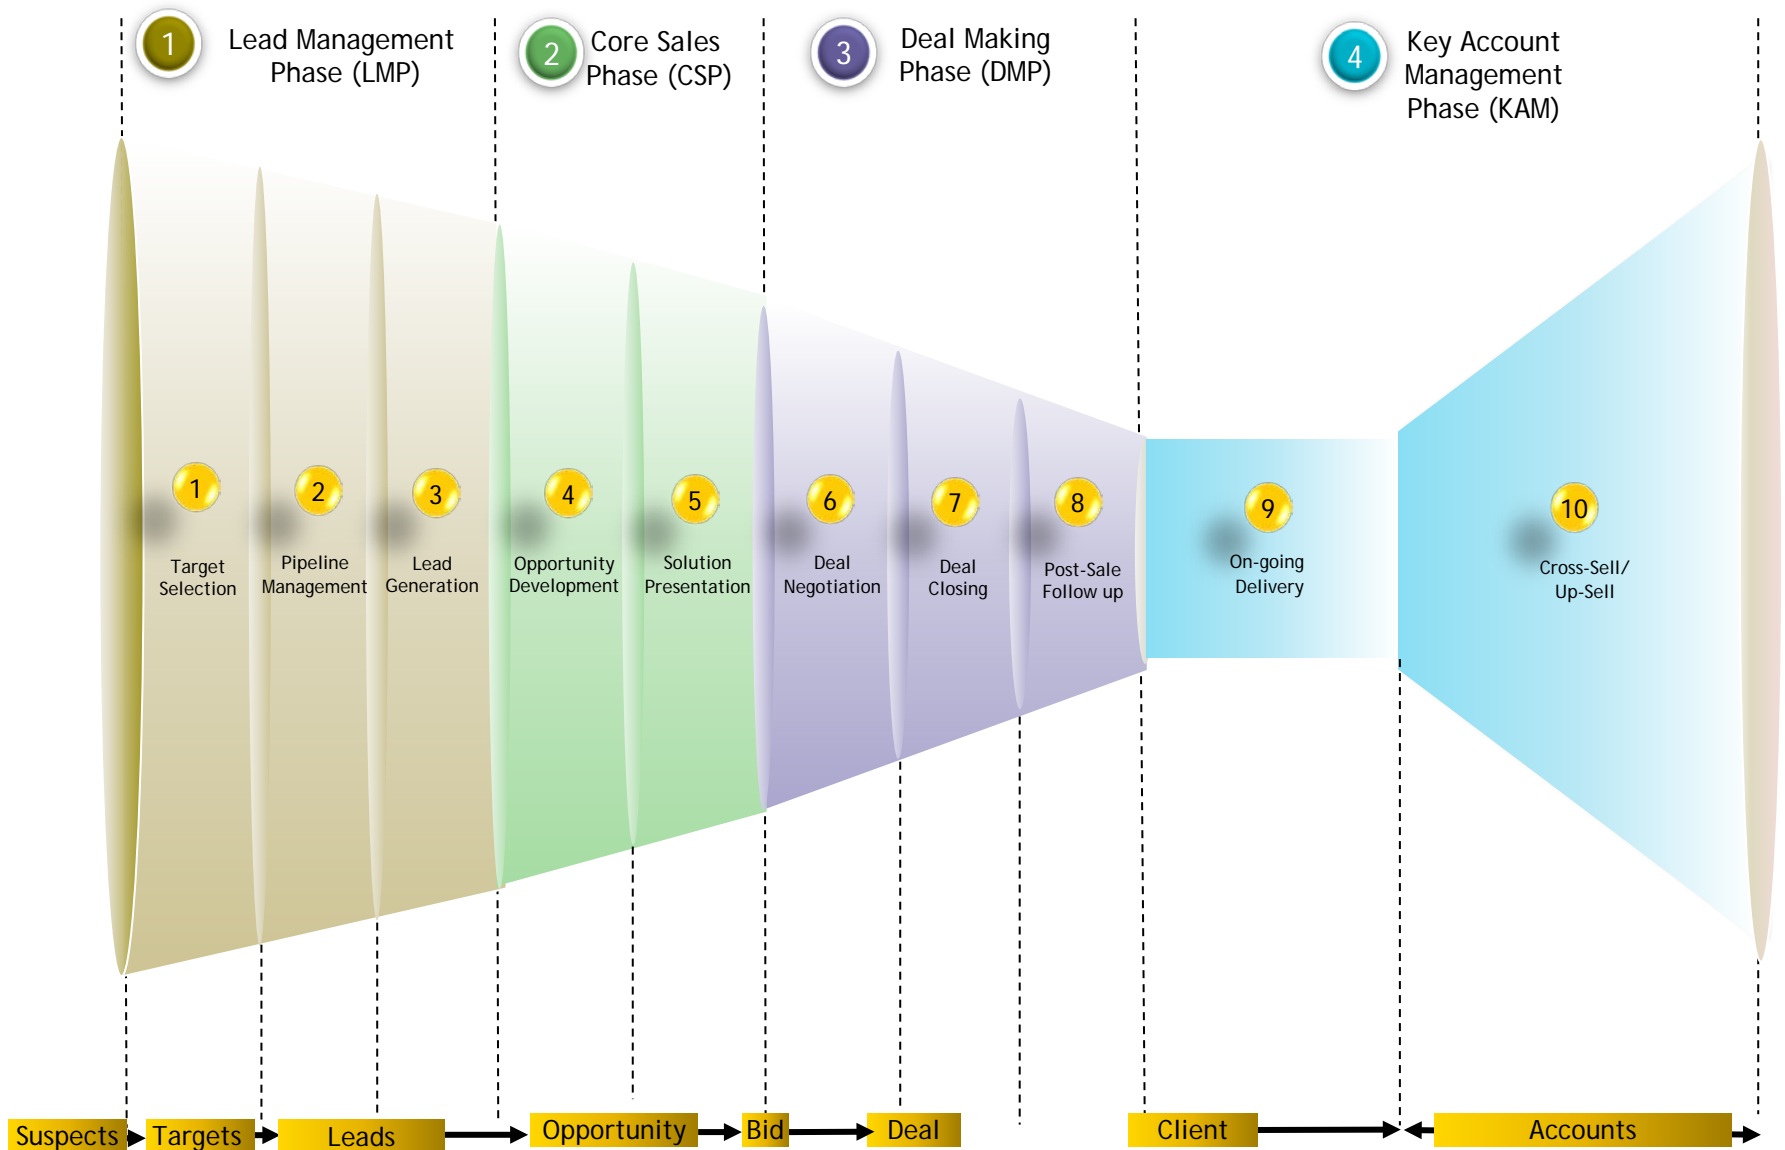 1
Lead Management
Phase (LMP)
2
Core Sales
Phase (CSP)
3
Deal Making
Phase (DMP)
4
Key Account
Management
Phase (KAM)
1
Target
Selection
2
Pipeline
Management
3
Lead
Generation
4
Opportunity
Development
5
Solution
Presentation
6
Deal
Negotiation
7
Deal
Closing
8
Post-Sale
Follow up
9
On-going
Delivery
10
Cross-Sell/
Up-Sell
Suspects
Targets
Leads
Opportunity
Bid
Deal
Client
Accounts